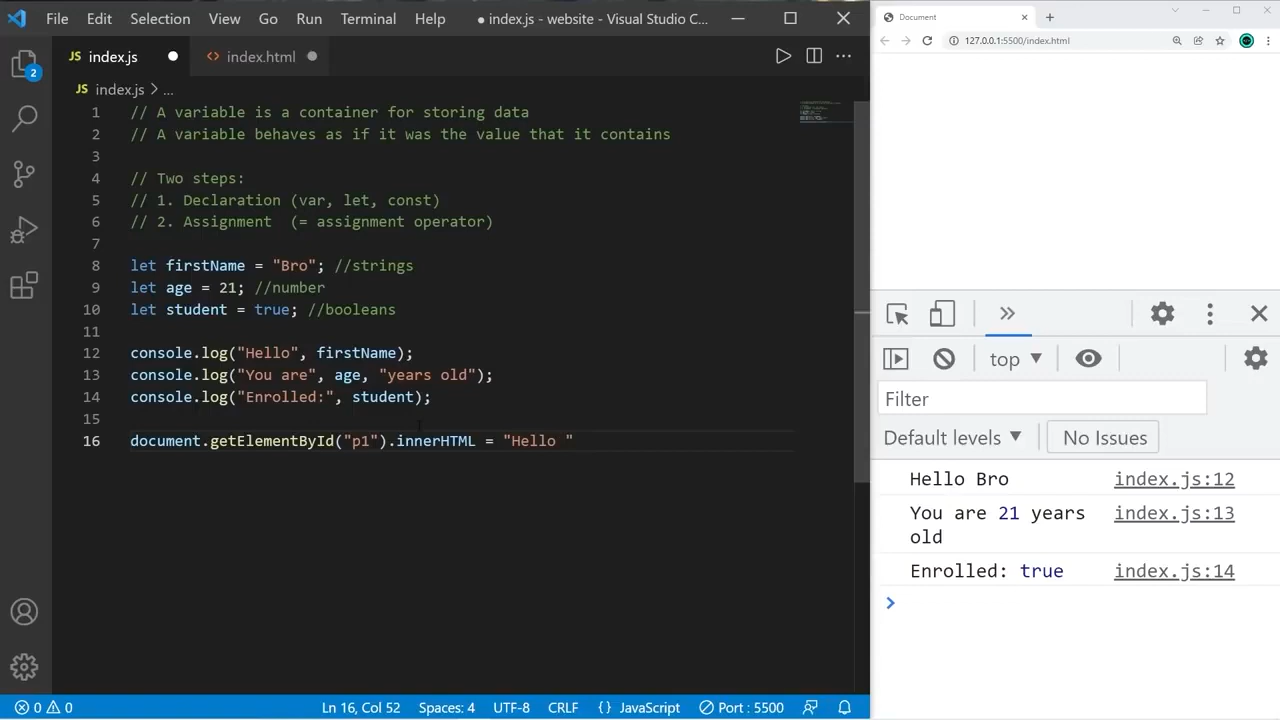 File Edit Selection View Go Run Terminal Help ● index.js - website - Visual Studio C...
JS index.js
<> index.html
JS index.js > ...
1 // A variable is a container for storing data
2 // A variable behaves as if it was the value that it contains
3
4 // Two steps:
5 // 1. Declaration (var, let, const)
6 // 2. Assignment  (= assignment operator)
7
8 let firstName = "Bro"; //strings
9 let age = 21; //number
10 let student = true; //booleans
11
12 console.log("Hello", firstName);
13 console.log("You are", age, "years old");
14 console.log("Enrolled:", student);
15
16 document.getElementById("p1").innerHTML = "Hello "
2
0 0 Ln 16, Col 52 Spaces: 4 UTF-8 CRLF {} JavaScript Port : 5500
Document
127.0.0.1:5500/index.html
top
Filter
Default levels No Issues
Hello Bro index.js:12
You are 21 years index.js:13
old
Enrolled: true index.js:14